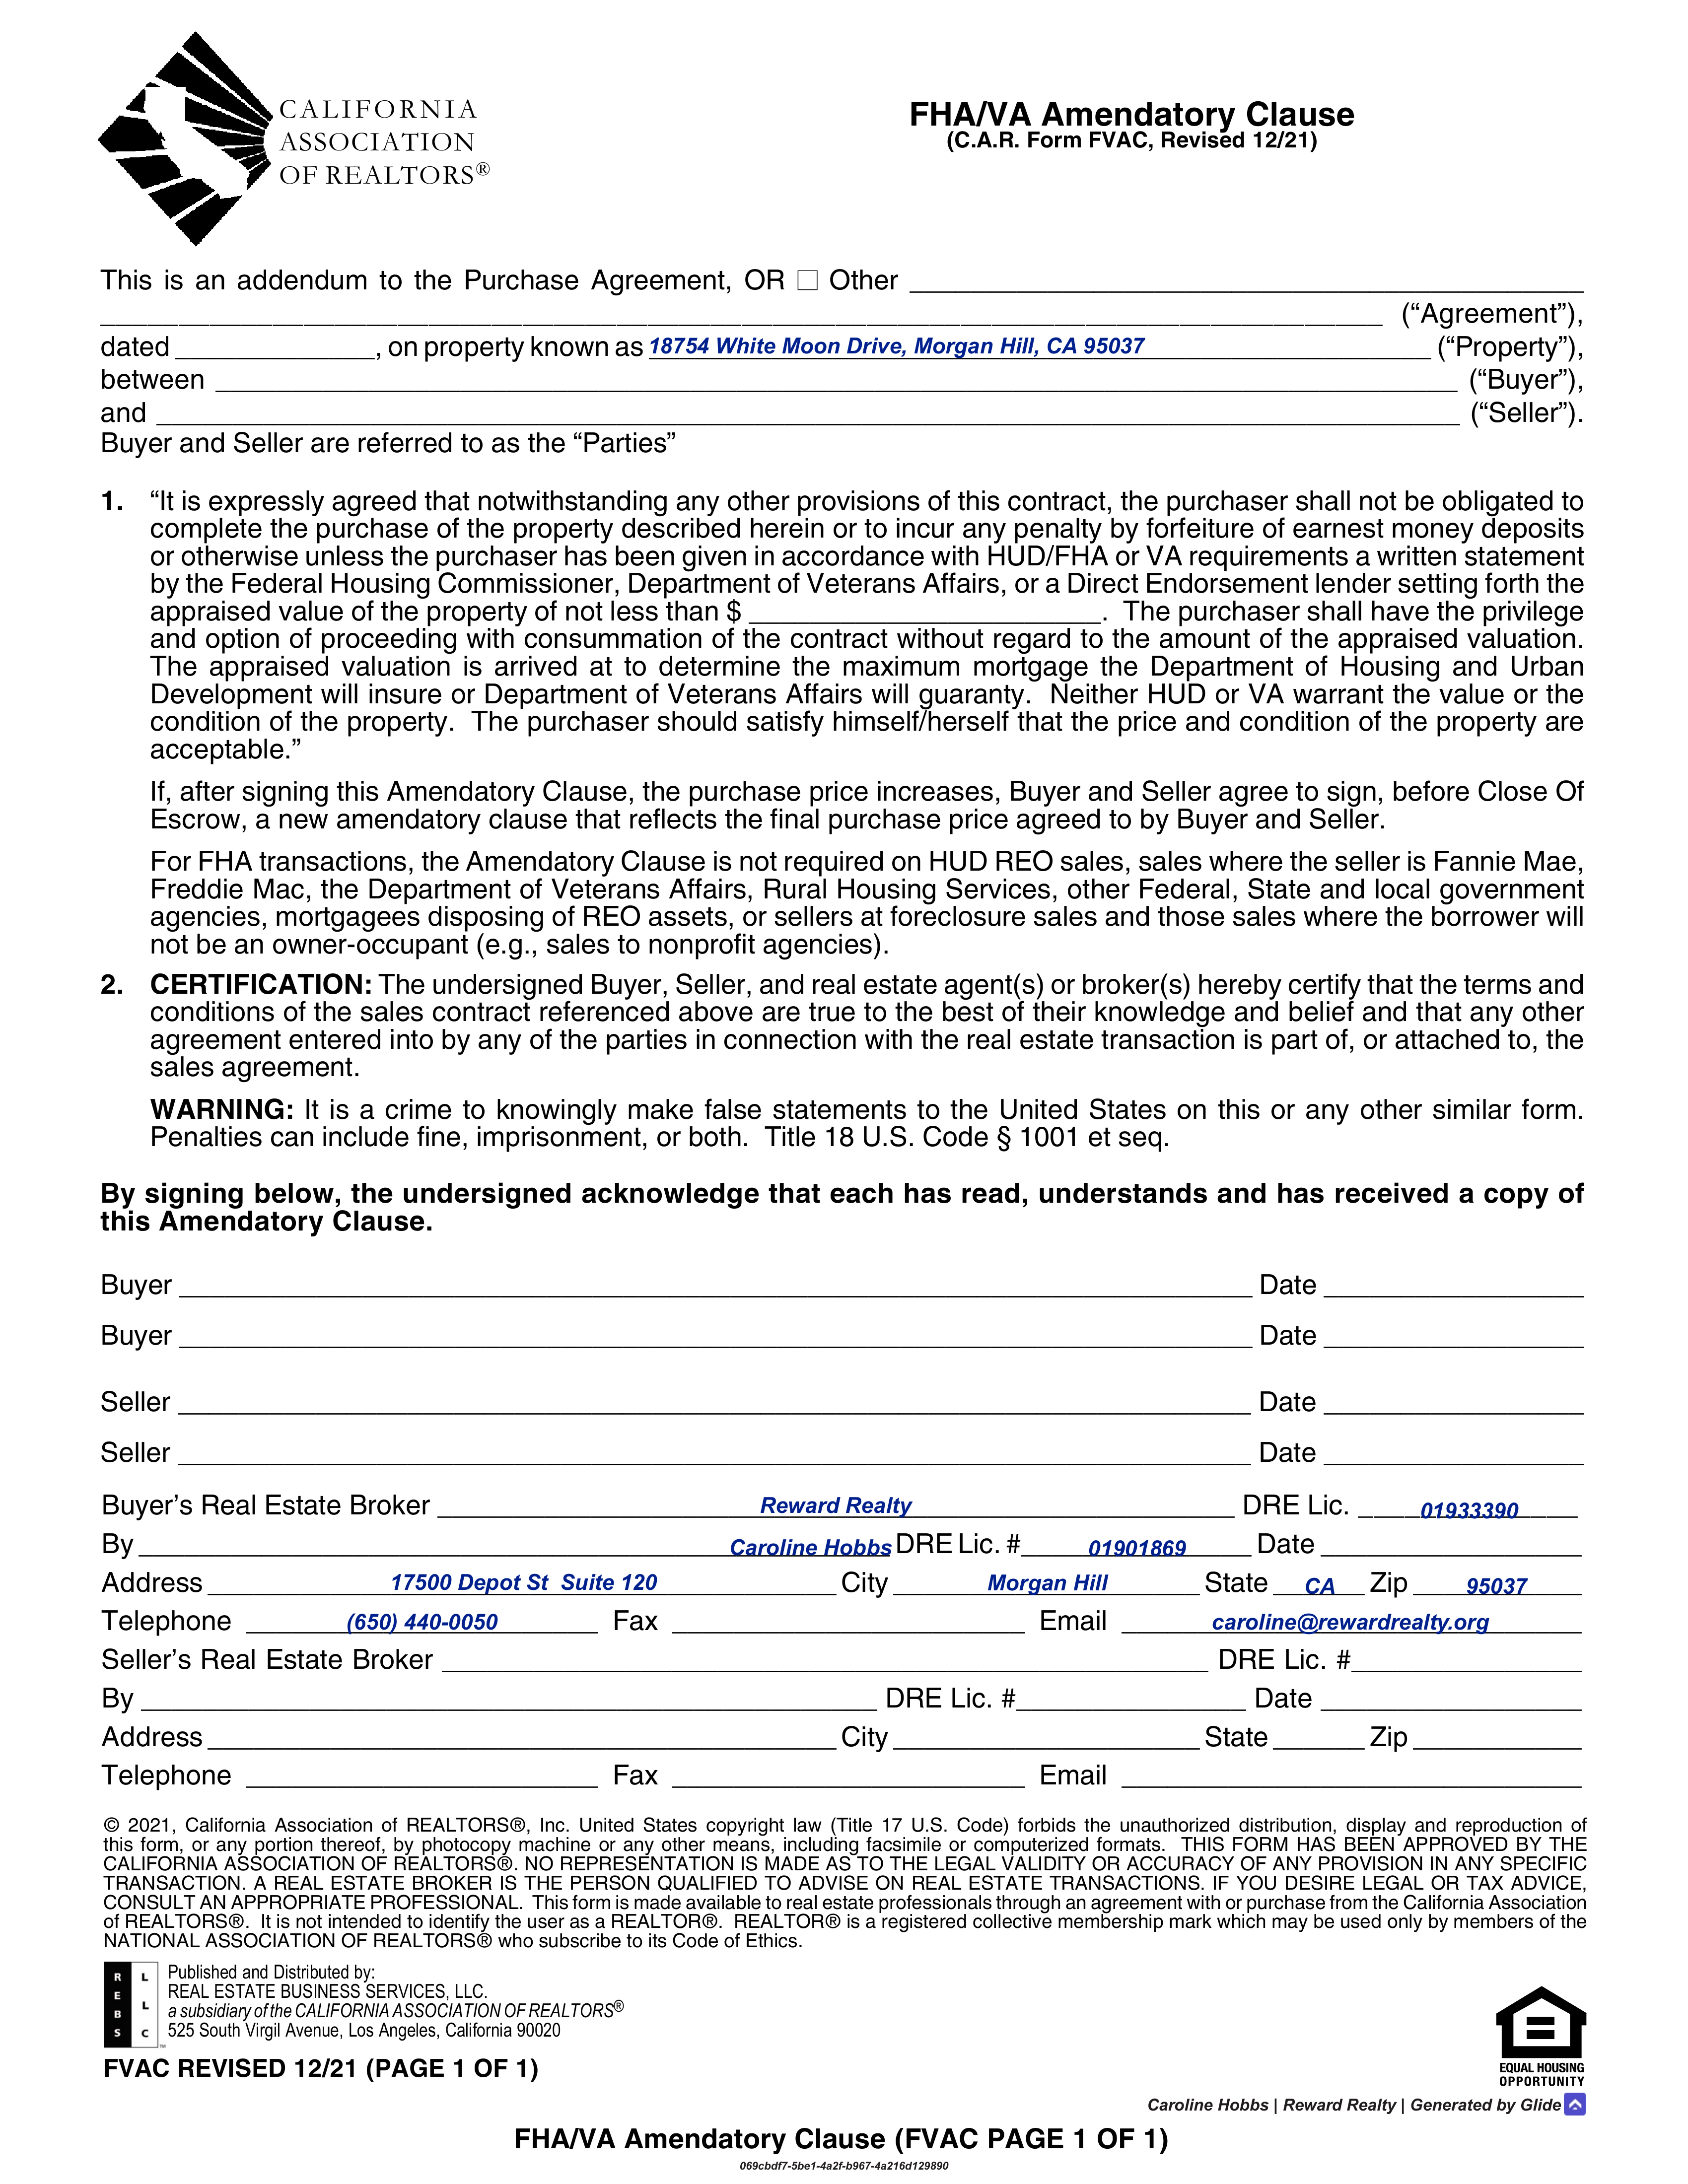 CALIFORNIA
ASSOCIATION
OF REALTORS®
FHA/VA Amendatory Clause
(C.A.R. Form FVAC, Revised 12/21)
This is an addendum to the Purchase Agreement, OR ☐ Other ____________________
____________________ (“Agreement”),
dated ____________, on property known as 18754 White Moon Drive, Morgan Hill, CA 95037 (“Property”),
between ____________________ (“Buyer”),
and ____________________ (“Seller”).
Buyer and Seller are referred to as the “Parties”
1. “It is expressly agreed that notwithstanding any other provisions of this contract, the purchaser shall not be obligated to
complete the purchase of the property described herein or to incur any penalty by forfeiture of earnest money deposits
or otherwise unless the purchaser has been given in accordance with HUD/FHA or VA requirements a written statement
by the Federal Housing Commissioner, Department of Veterans Affairs, or a Direct Endorsement lender setting forth the
appraised value of the property of not less than $ ____________________. The purchaser shall have the privilege
and option of proceeding with consummation of the contract without regard to the amount of the appraised valuation.
The appraised valuation is arrived at to determine the maximum mortgage the Department of Housing and Urban
Development will insure or Department of Veterans Affairs will guaranty. Neither HUD or VA warrant the value or the
condition of the property. The purchaser should satisfy himself/herself that the price and condition of the property are
acceptable.”
If, after signing this Amendatory Clause, the purchase price increases, Buyer and Seller agree to sign, before Close Of
Escrow, a new amendatory clause that reflects the final purchase price agreed to by Buyer and Seller.
For FHA transactions, the Amendatory Clause is not required on HUD REO sales, sales where the seller is Fannie Mae,
Freddie Mac, the Department of Veterans Affairs, Rural Housing Services, other Federal, State and local government
agencies, mortgagees disposing of REO assets, or sellers at foreclosure sales and those sales where the borrower will
not be an owner-occupant (e.g., sales to nonprofit agencies).
2. CERTIFICATION: The undersigned Buyer, Seller, and real estate agent(s) or broker(s) hereby certify that the terms and
conditions of the sales contract referenced above are true to the best of their knowledge and belief and that any other
agreement entered into by any of the parties in connection with the real estate transaction is part of, or attached to, the
sales agreement.
WARNING: It is a crime to knowingly make false statements to the United States on this or any other similar form.
Penalties can include fine, imprisonment, or both. Title 18 U.S. Code § 1001 et seq.
By signing below, the undersigned acknowledge that each has read, understands and has received a copy of
this Amendatory Clause.
Buyer ____________________ Date ____________
Buyer ____________________ Date ____________
Seller ____________________ Date ____________
Seller ____________________ Date ____________
Buyer’s Real Estate Broker Reward Realty DRE Lic. 01933390
By Caroline Hobbs DRE Lic. # 01901869 Date ____________
Address 17500 Depot St Suite 120 City Morgan Hill State CA Zip 95037
Telephone (650) 440-0050 Fax ____________ Email caroline@rewardrealty.org
Seller’s Real Estate Broker ____________________ DRE Lic. #____________
By ____________________ DRE Lic. #____________ Date ____________
Address ____________________ City ____________ State ______ Zip ____________
Telephone ____________ Fax ____________ Email ____________
© 2021, California Association of REALTORS®, Inc. United States copyright law (Title 17 U.S. Code) forbids the unauthorized distribution, display and reproduction of
this form, or any portion thereof, by photocopy machine or any other means, including facsimile or computerized formats. THIS FORM HAS BEEN APPROVED BY THE
CALIFORNIA ASSOCIATION OF REALTORS®. NO REPRESENTATION IS MADE AS TO THE LEGAL VALIDITY OR ACCURACY OF ANY PROVISION IN ANY SPECIFIC
TRANSACTION. A REAL ESTATE BROKER IS THE PERSON QUALIFIED TO ADVISE ON REAL ESTATE TRANSACTIONS. IF YOU DESIRE LEGAL OR TAX ADVICE,
CONSULT AN APPROPRIATE PROFESSIONAL. This form is made available to real estate professionals through an agreement with or purchase from the California Association
of REALTORS®. It is not intended to identify the user as a REALTOR®. REALTOR® is a registered collective membership mark which may be used only by members of the
NATIONAL ASSOCIATION OF REALTORS® who subscribe to its Code of Ethics.
REBS LLC™
Published and Distributed by:
REAL ESTATE BUSINESS SERVICES, LLC.
a subsidiary of the CALIFORNIA ASSOCIATION OF REALTORS®
525 South Virgil Avenue, Los Angeles, California 90020
FVAC REVISED 12/21 (PAGE 1 OF 1)
EQUAL HOUSING
OPPORTUNITY
Caroline Hobbs | Reward Realty | Generated by Glide
FHA/VA Amendatory Clause (FVAC PAGE 1 OF 1)
069cbdf7-5be1-4a2f-b967-4a216d129890